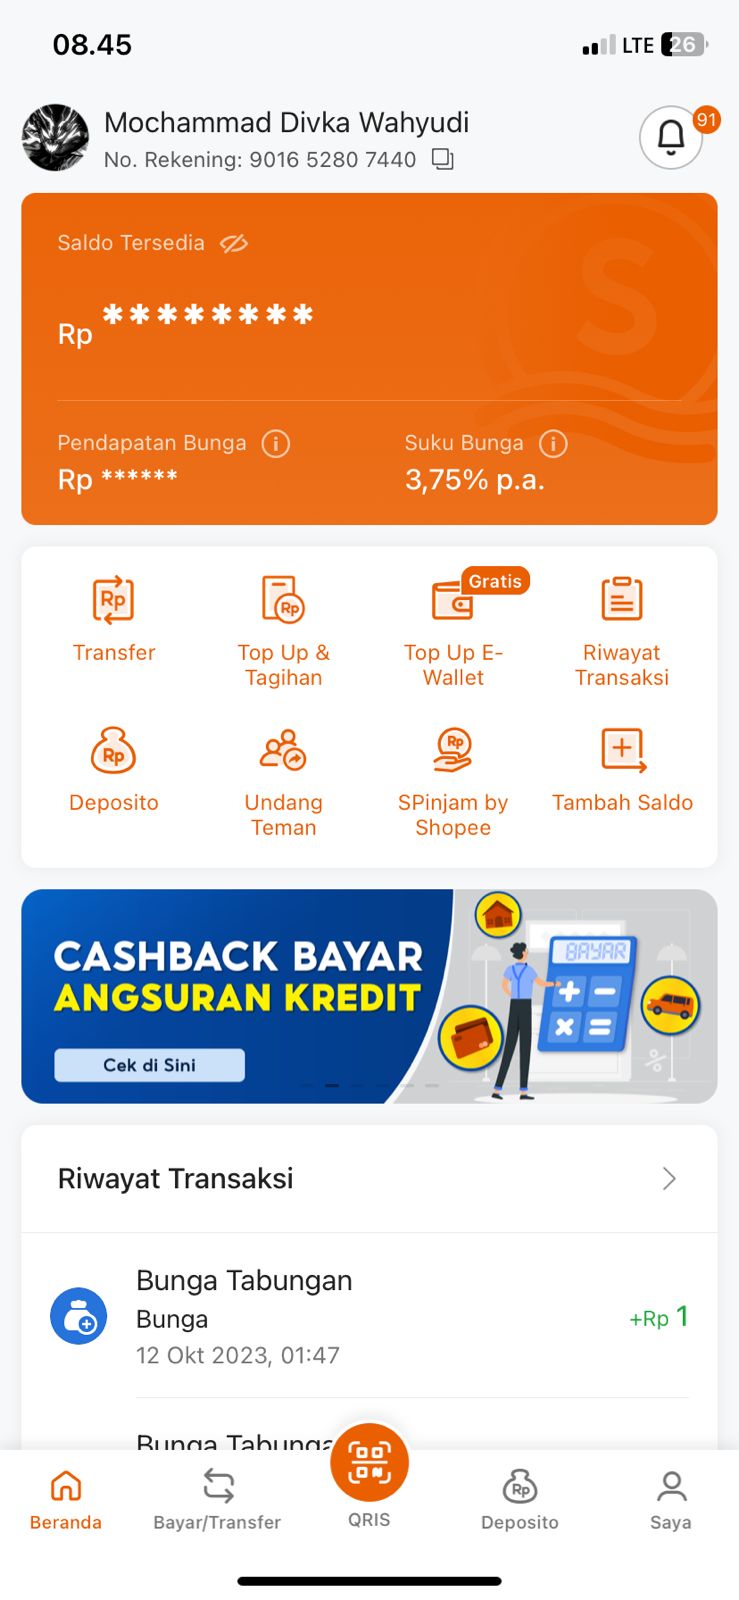 08.45
LTE 26
Mochammad Divka Wahyudi
91
No. Rekening: 9016 5280 7440
Saldo Tersedia
Rp ********
Pendapatan Bunga
Suku Bunga
Rp ******
3,75% p.a.
Transfer
Top Up &
Tagihan
Gratis
Top Up E-
Wallet
Riwayat
Transaksi
Deposito
Undang
Teman
SPinjam by
Shopee
Tambah Saldo
CASHBACK BAYAR
ANGSURAN KREDIT
Cek di Sini
BAYAR
Riwayat Transaksi
Bunga Tabungan
Bunga
+Rp 1
12 Okt 2023, 01:47
Bunga Tabunga
Beranda
Bayar/Transfer
QRIS
Deposito
Saya